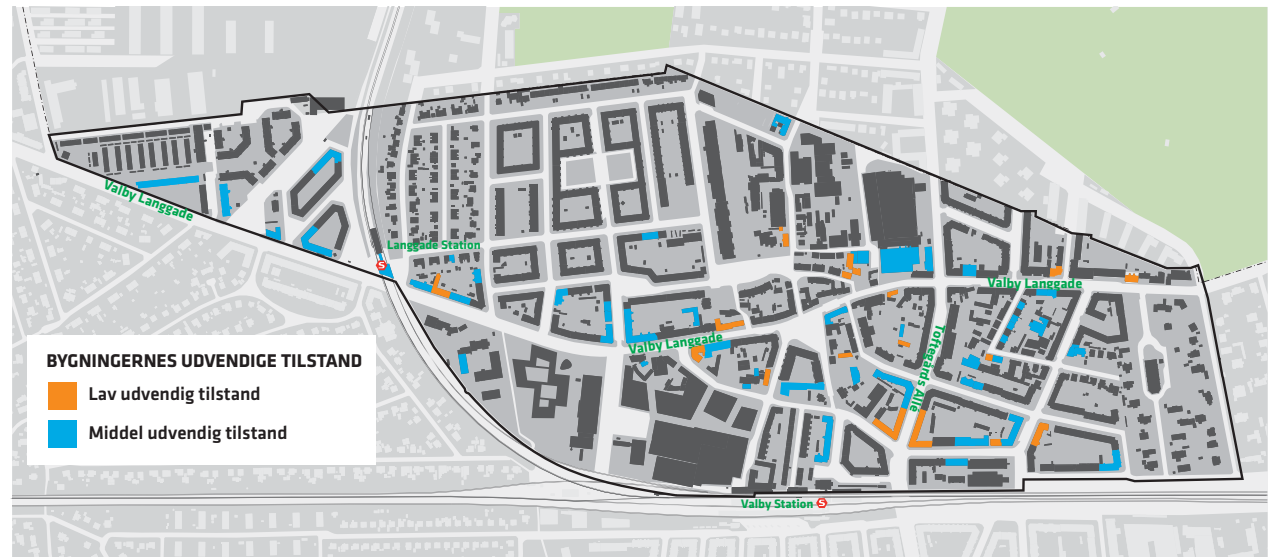 Valby Langgade
Langgade Station
S
Valby Langgade
Valby Langgade
Toftegårds Allé
BYGNINGERNES UDVENDIGE TILSTAND
Lav udvendig tilstand
Middel udvendig tilstand
Valby Station S